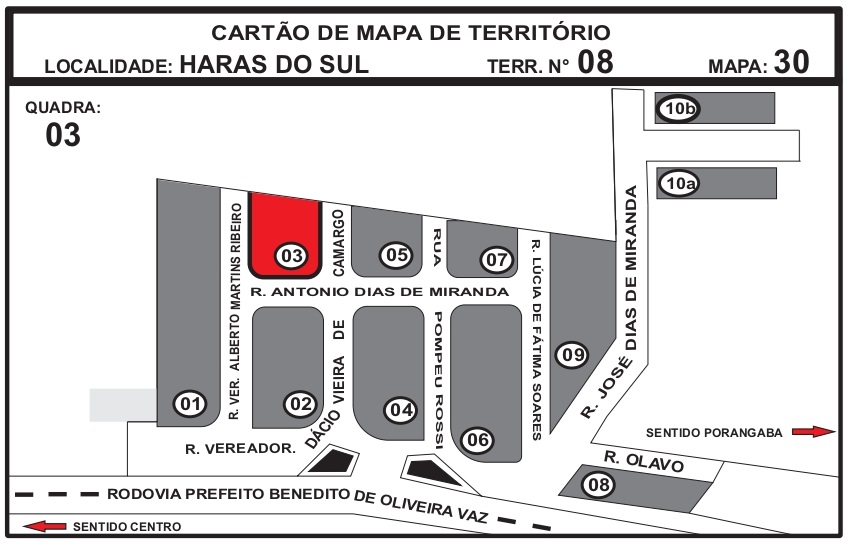 CARTÃO DE MAPA DE TERRITÓRIO
LOCALIDADE: HARAS DO SUL TERR. N° 08 MAPA: 30
QUADRA:
03
10b
10a
R. VER. ALBERTO MARTINS RIBEIRO
03
DÁCIO VIEIRA DE CAMARGO
05
RUA POMPEU ROSSI
07
R. LÚCIA DE FÁTIMA SOARES
R. JOSÉ DIAS DE MIRANDA
R. ANTONIO DIAS DE MIRANDA
09
01
02
04
06
SENTIDO PORANGABA
R. VEREADOR.
R. OLAVO
08
RODOVIA PREFEITO BENEDITO DE OLIVEIRA VAZ
SENTIDO CENTRO